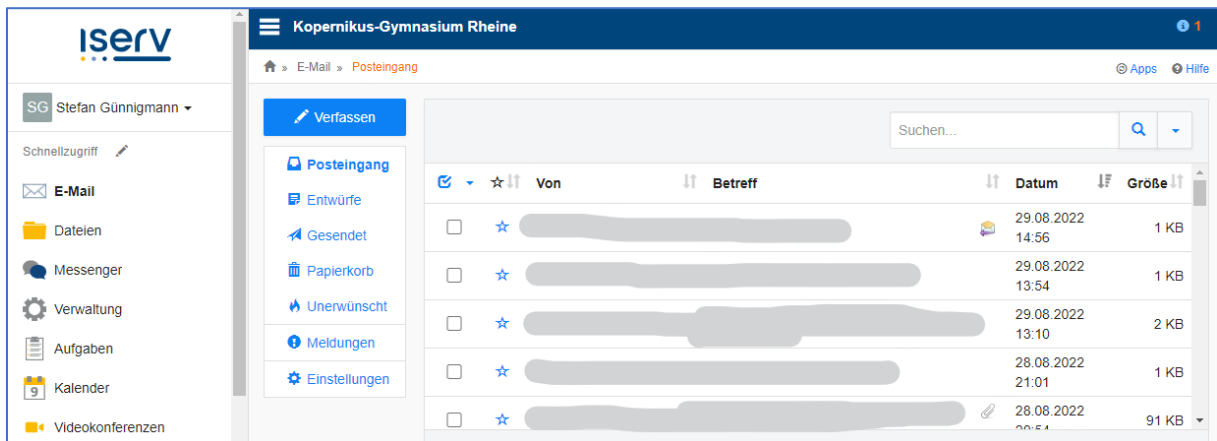 Iserv
Kopernikus-Gymnasium Rheine
1
» E-Mail » Posteingang
Apps Hilfe
SG Stefan Günnigmann
Schnellzugriff
E-Mail
Dateien
Messenger
Verwaltung
Aufgaben
9 Kalender
Videokonferenzen
Verfassen
Posteingang
Entwürfe
Gesendet
Papierkorb
Unerwünscht
Meldungen
Einstellungen
Suchen...
Von Betreff Datum Größe
29.08.2022
14:56
1 KB
29.08.2022
13:54
1 KB
29.08.2022
13:10
2 KB
28.08.2022
21:01
1 KB
28.08.2022
91 KB